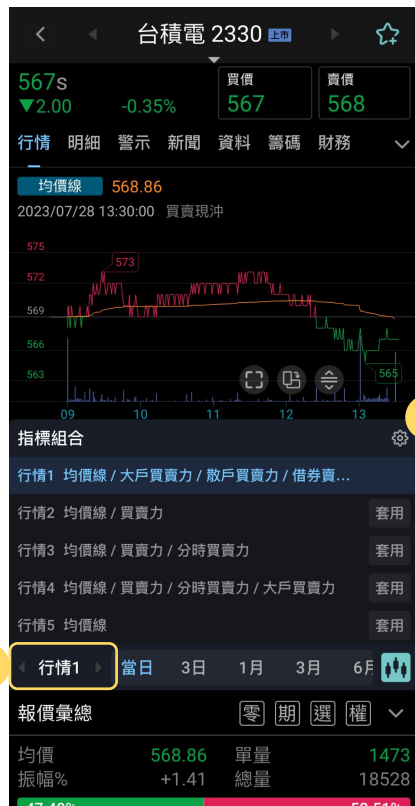 台積電 2330 上市
567s
▼2.00 -0.35%
買價
567
賣價
568
行情 明細 警示 新聞 資料 籌碼 財務
均價線 568.86
2023/07/28 13:30:00 買賣現沖
575
573
572
569
566
565
563
09 10 11 12 13
指標組合
行情1 均價線 / 大戶買賣力 / 散戶買賣力 / 借券賣...
行情2 均價線 / 買賣力 套用
行情3 均價線 / 買賣力 / 分時買賣力 套用
行情4 均價線 / 買賣力 / 分時買賣力 / 大戶買賣力 套用
行情5 均價線 套用
行情1 當日 3日 1月 3月 6月
報價彙總 零 期 選 權
均價 568.86 單量 1473
振幅% +1.41 總量 18528